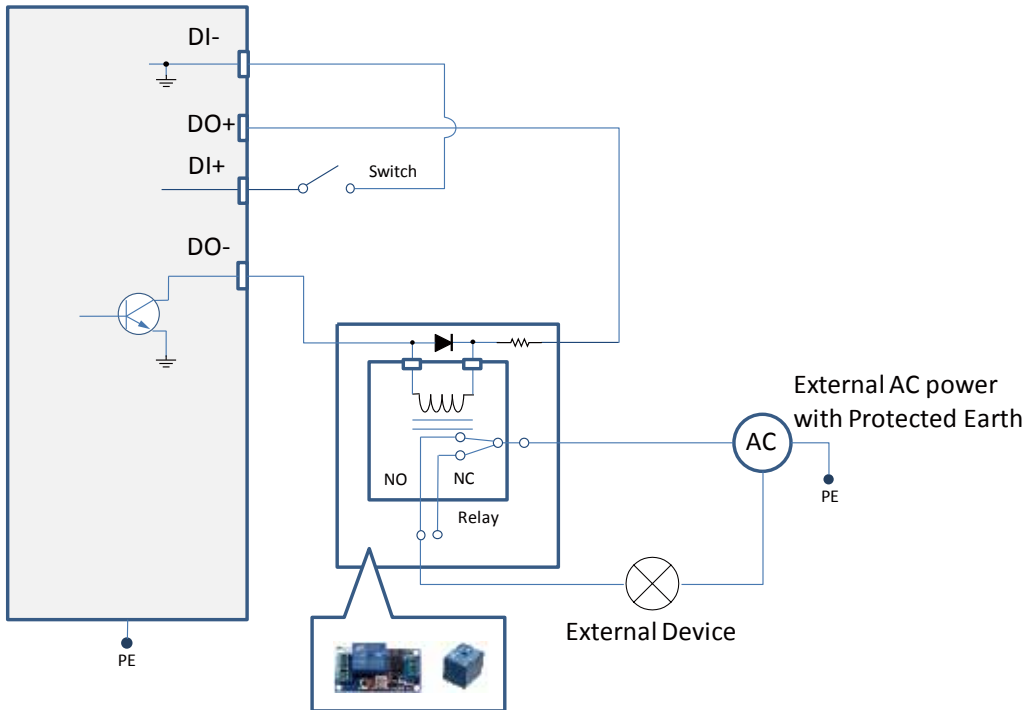 DI-
DO+
DI+
Switch
DO-
External AC power
with Protected Earth
AC
NO
NC
PE
Relay
External Device
PE